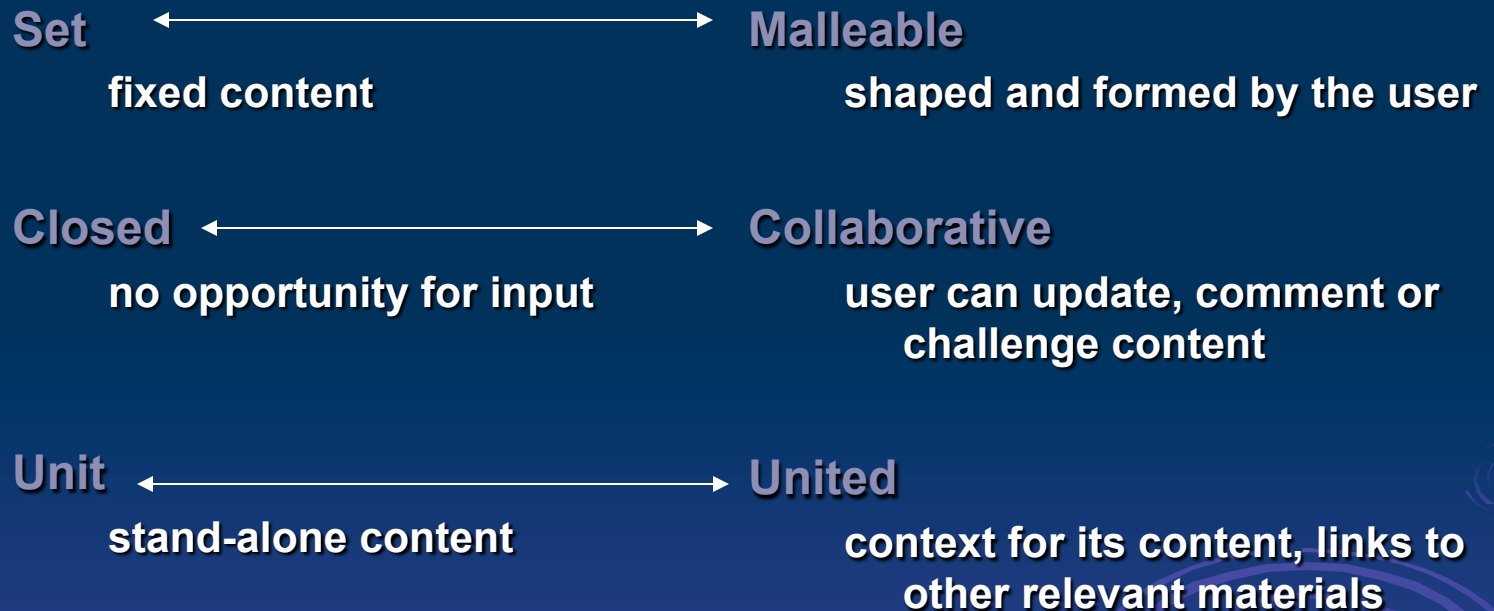 Set
Malleable
fixed content
shaped and formed by the user
Closed
Collaborative
no opportunity for input
user can update, comment or
challenge content
Unit
United
stand-alone content
context for its content, links to
other relevant materials